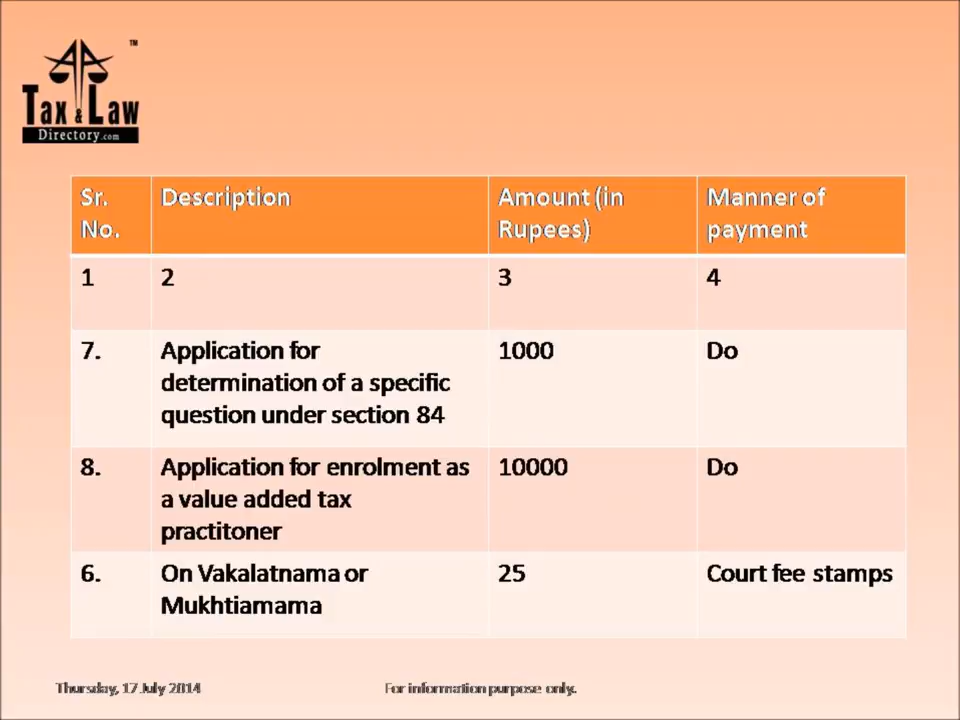 TM
Tax & Law
Directory.com
Sr. No. Description Amount (in Rupees) Manner of payment
1 2 3 4
7. Application for determination of a specific question under section 84 1000 Do
8. Application for enrolment as a value added tax practitoner 10000 Do
6. On Vakalatnama or Mukhtiamama 25 Court fee stamps
Thursday, 17 July 2014 For information purpose only.